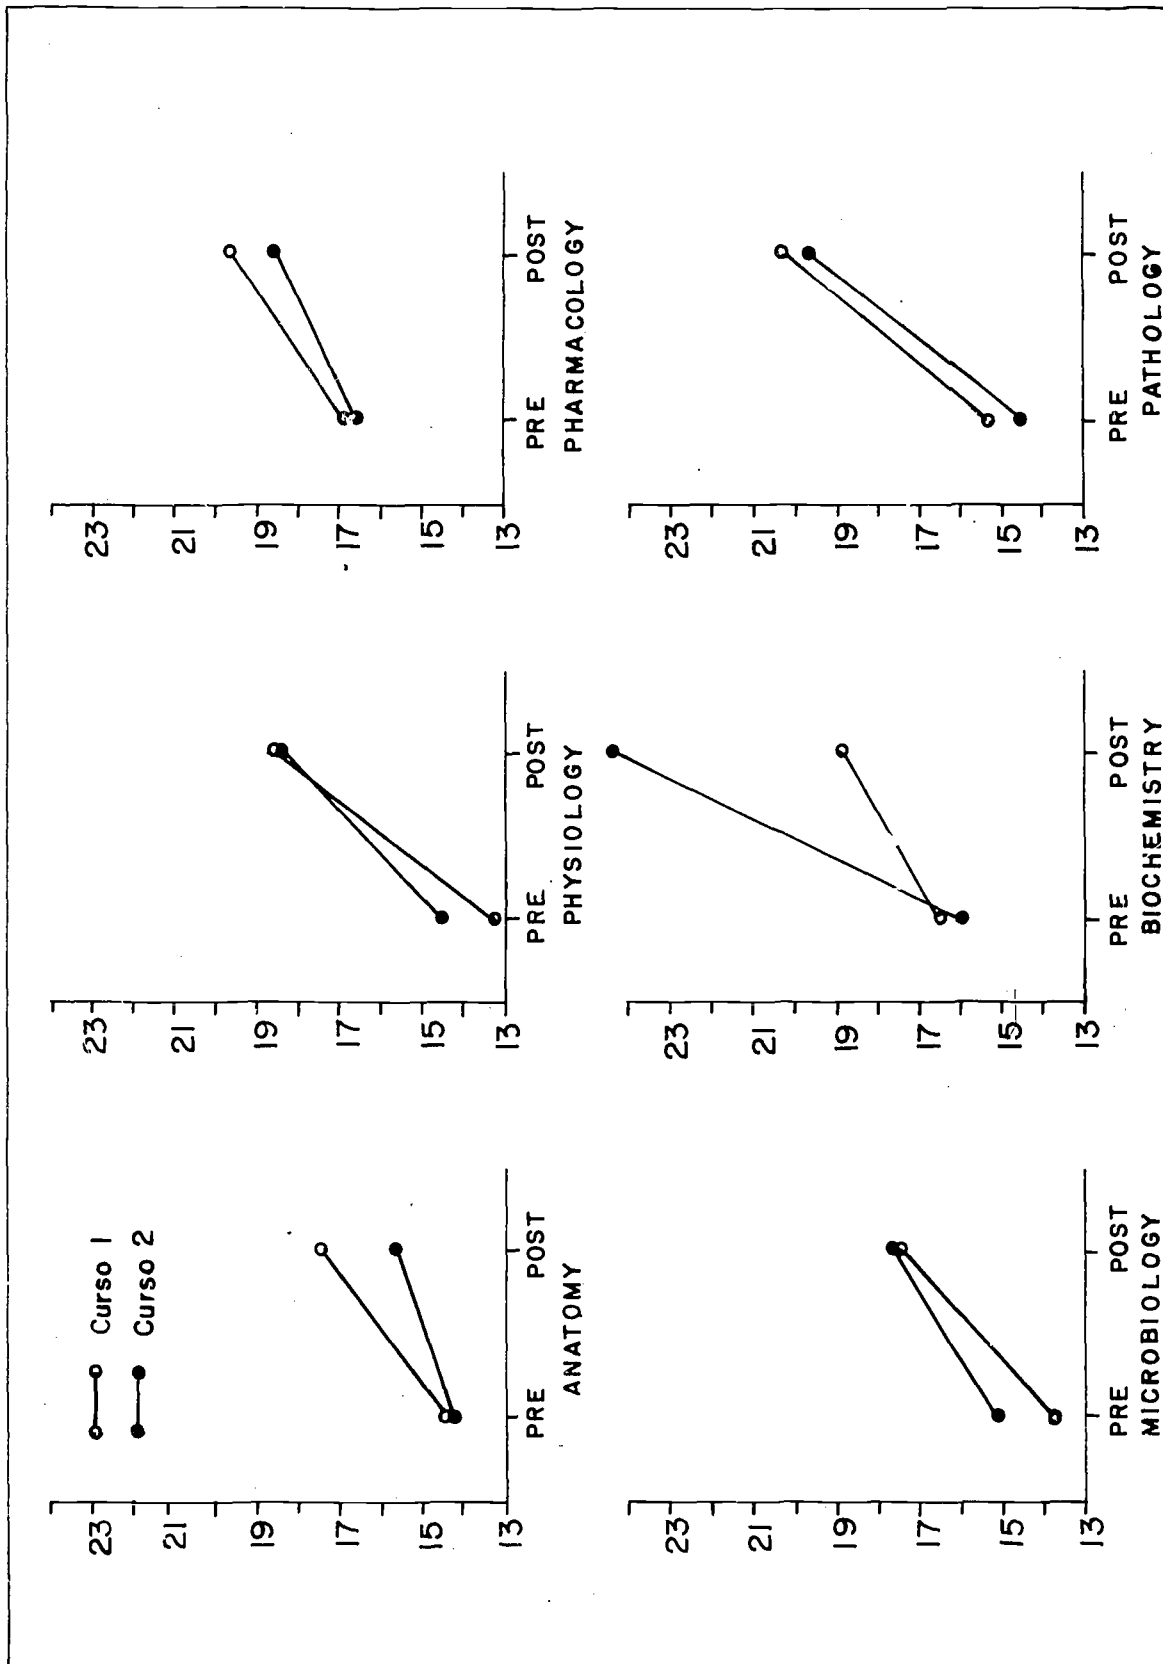 Curso 1
Curso 2
23
21
19
17
15
13
PRE POST
ANATOMY
23
21
19
17
15
13
PRE POST
PHYSIOLOGY
23
21
19
17
15
13
PRE POST
PHARMACOLOGY
23
21
19
17
15
13
PRE POST
MICROBIOLOGY
23
21
19
17
15
13
PRE POST
BIOCHEMISTRY
23
21
19
17
15
13
PRE POST
PATHOLOGY